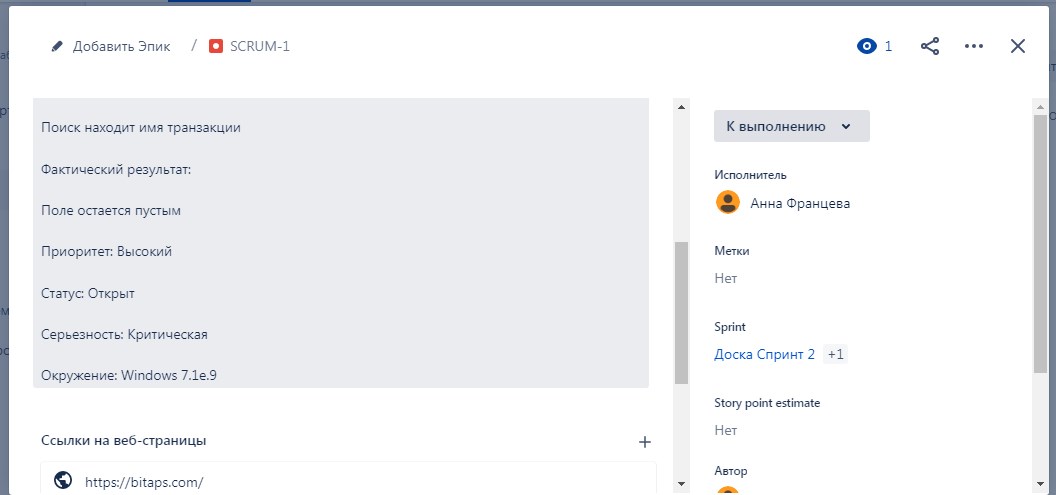 Добавить Эпик / SCRUM-1
1
Поиск находит имя транзакции
Фактический результат:
Поле остается пустым
Приоритет: Высокий
Статус: Открыт
Серьезность: Критическая
Окружение: Windows 7.1e.9
Ссылки на веб-страницы
https://bitaps.com/
К выполнению
Исполнитель
Анна Францева
Метки
Нет
Sprint
Доска Спринт 2 +1
Story point estimate
Нет
Автор